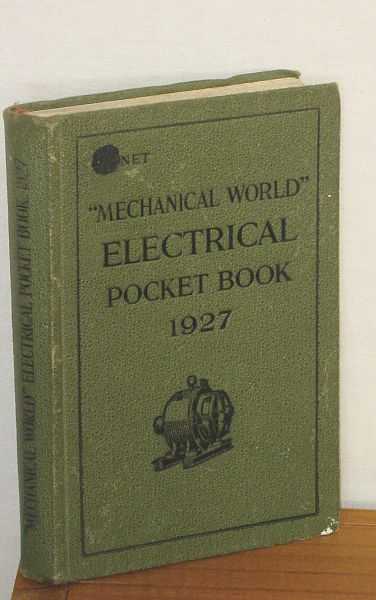 NET
"MECHANICAL WORLD"
ELECTRICAL
POCKET BOOK
1927
"MECHANICAL WORLD" ELECTRICAL POCKET BOOK 1927